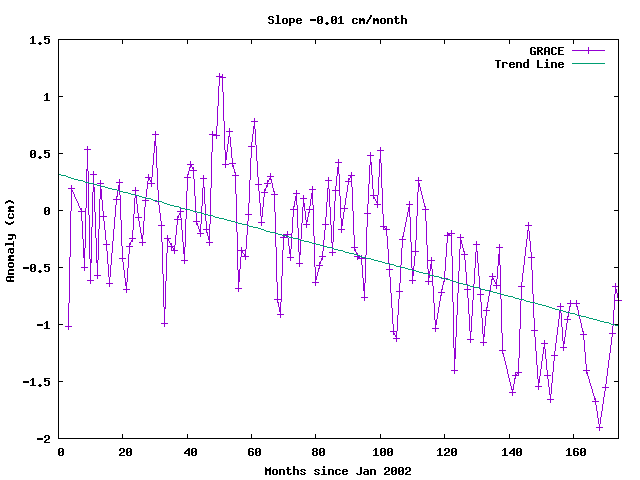 Slope -0.01 cm/month
GRACE
Trend Line
1.5
1
0.5
0
-0.5
-1
-1.5
-2
Anomaly (cm)
0 20 40 60 80 100 120 140 160
Months since Jan 2002